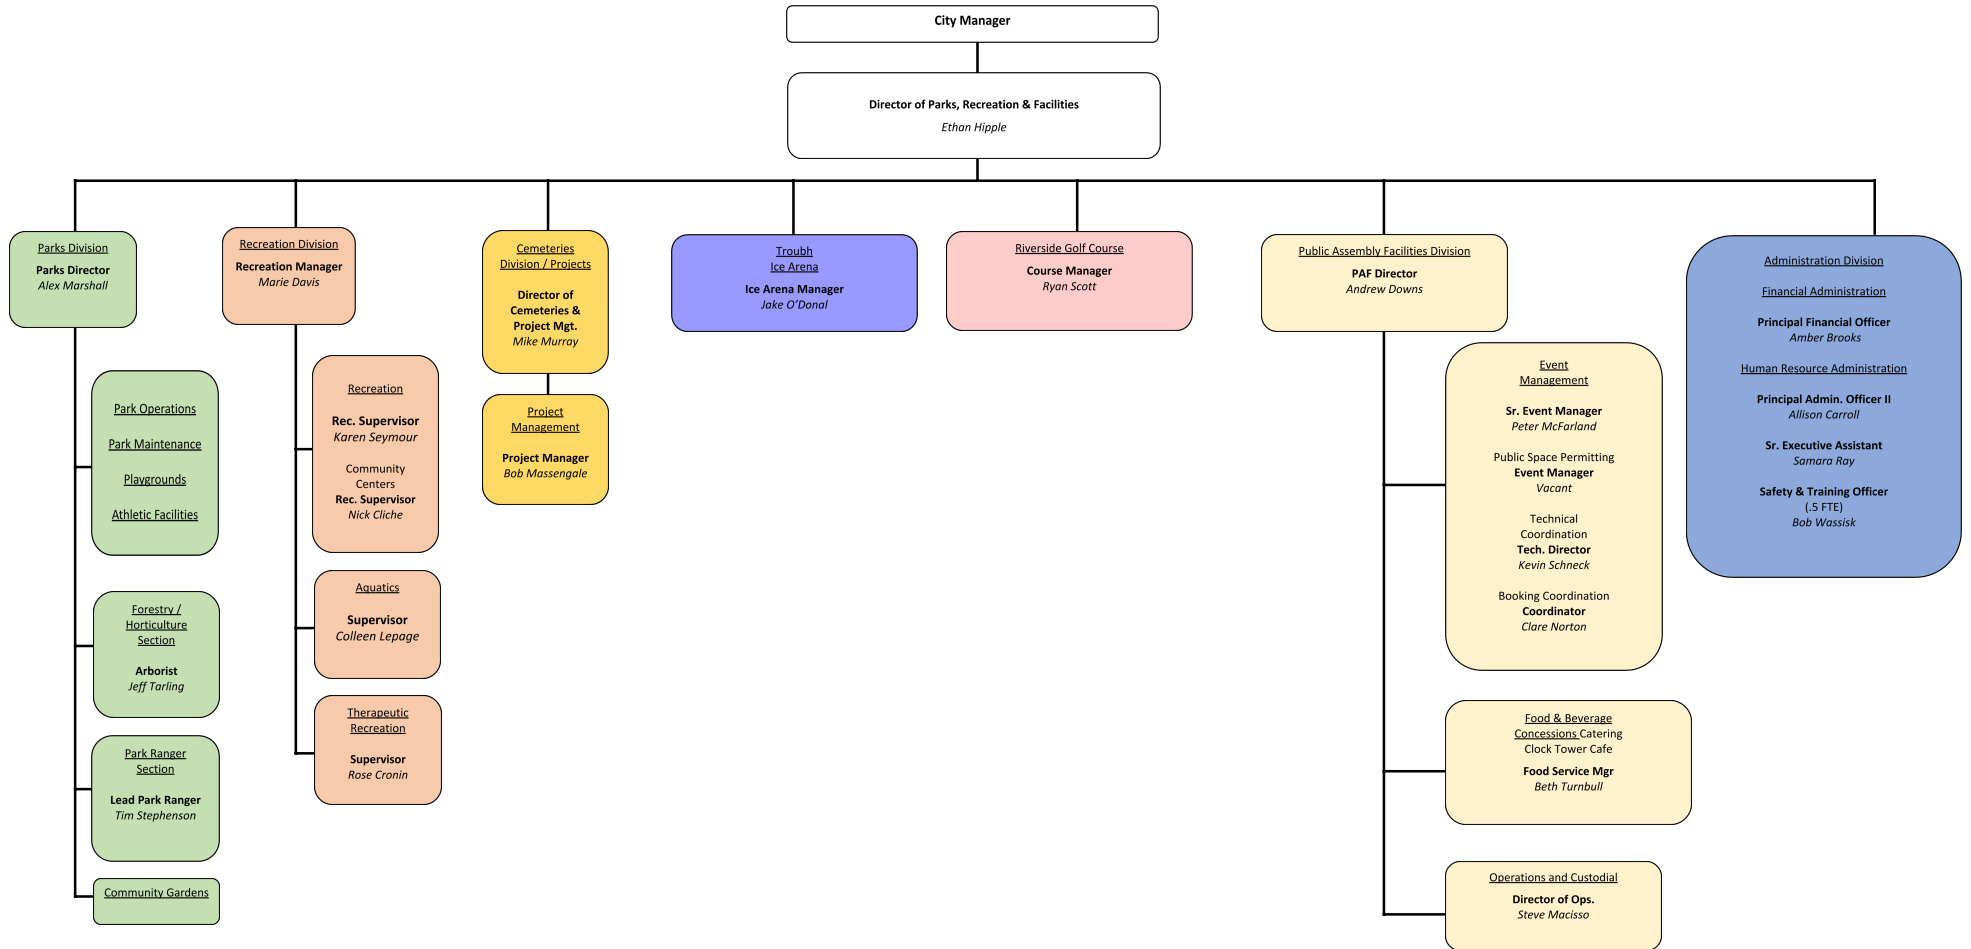 City Manager
Director of Parks, Recreation & Facilities
Ethan Hipple
Parks Division
Parks Director
Alex Marshall
Park Operations
Park Maintenance
Playgrounds
Athletic Facilities
Forestry /
Horticulture
Section
Arborist
Jeff Tarling
Park Ranger
Section
Lead Park Ranger
Tim Stephenson
Community Gardens
Recreation Division
Recreation Manager
Marie Davis
Recreation
Rec. Supervisor
Karen Seymour
Community
Centers
Rec. Supervisor
Nick Cliche
Aquatics
Supervisor
Colleen Lepage
Therapeutic
Recreation
Supervisor
Rose Cronin
Cemeteries
Division / Projects
Director of
Cemeteries &
Project Mgt.
Mike Murray
Project
Management
Project Manager
Bob Massengale
Troubh
Ice Arena
Ice Arena Manager
Jake O’Donal
Riverside Golf Course
Course Manager
Ryan Scott
Public Assembly Facilities Division
PAF Director
Andrew Downs
Event
Management
Sr. Event Manager
Peter McFarland
Public Space Permitting
Event Manager
Vacant
Technical
Coordination
Tech. Director
Kevin Schneck
Booking Coordination
Coordinator
Clare Norton
Food & Beverage
Concessions Catering
Clock Tower Cafe
Food Service Mgr
Beth Turnbull
Operations and Custodial
Director of Ops.
Steve Macisso
Administration Division
Financial Administration
Principal Financial Officer
Amber Brooks
Human Resource Administration
Principal Admin. Officer II
Allison Carroll
Sr. Executive Assistant
Samara Ray
Safety & Training Officer
(.5 FTE)
Bob Wassisk